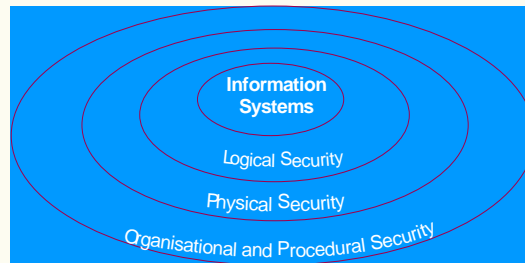 Information
Systems
Logical Security
Physical Security
Organisational and Procedural Security